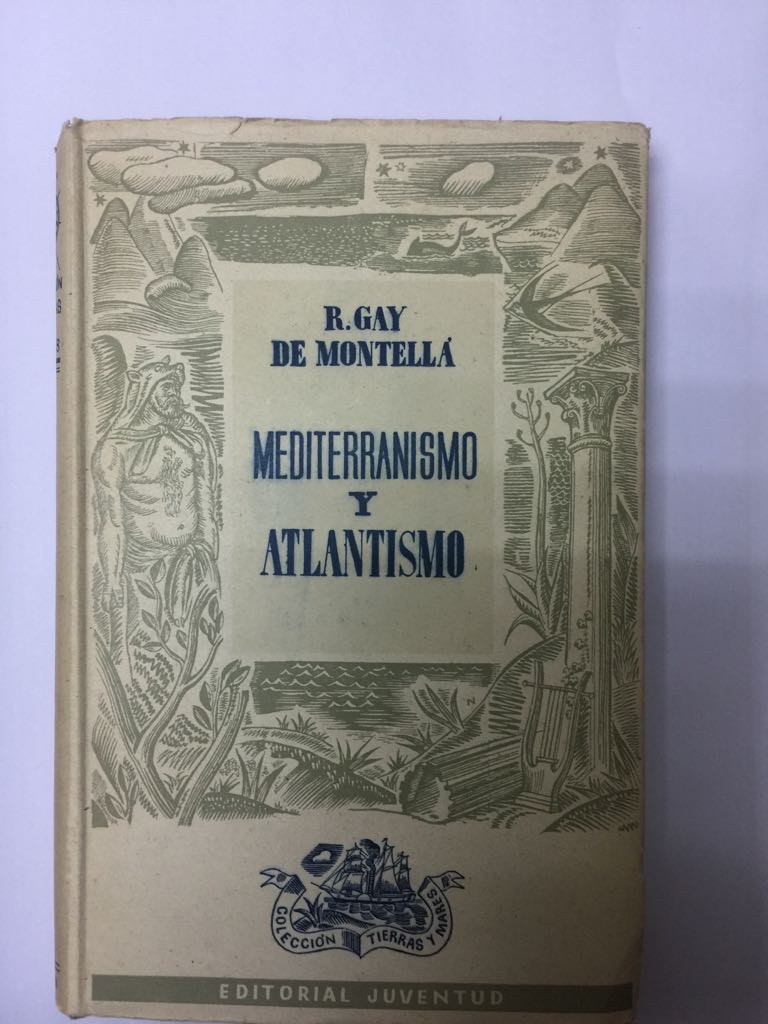 R. GAY
DE MONTELLÁ
MEDITERRANISMO
Y
ATLANTISMO
COLECCIÓN TIERRAS Y MARES
EDITORIAL JUVENTUD